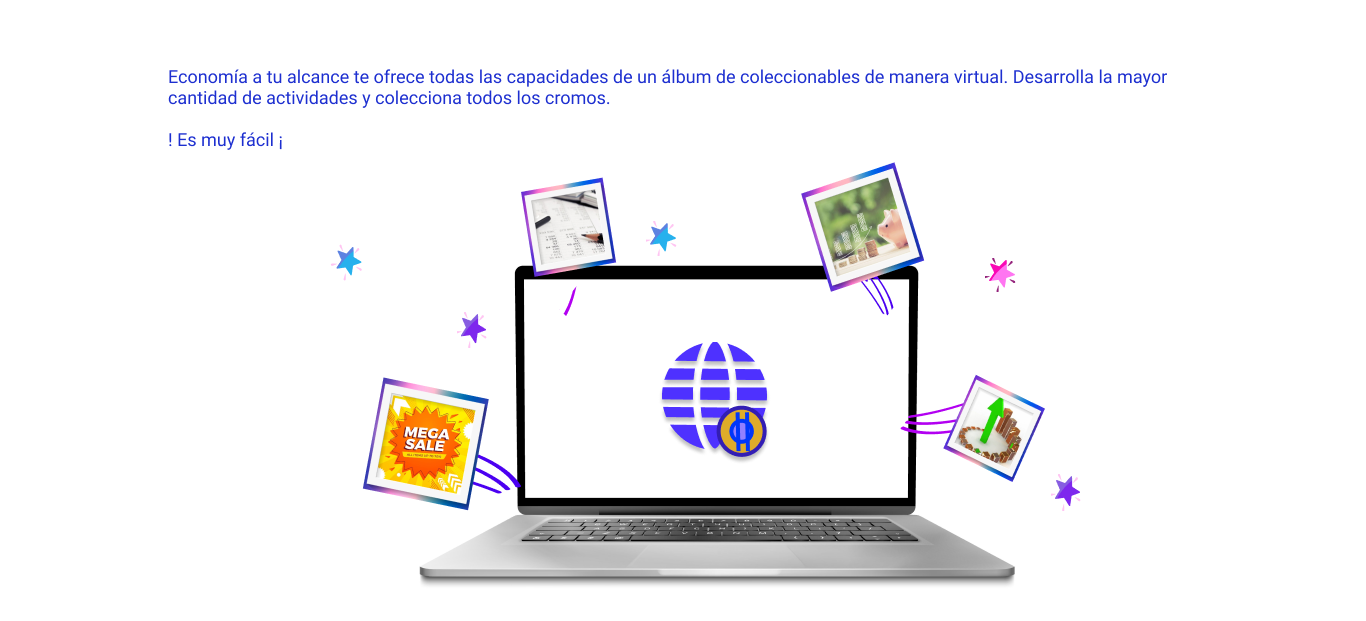 Economía a tu alcance te ofrece todas las capacidades de un álbum de coleccionables de manera virtual. Desarrolla la mayor
cantidad de actividades y colecciona todos los cromos.
! Es muy fácil ¡
MEGA
SALE